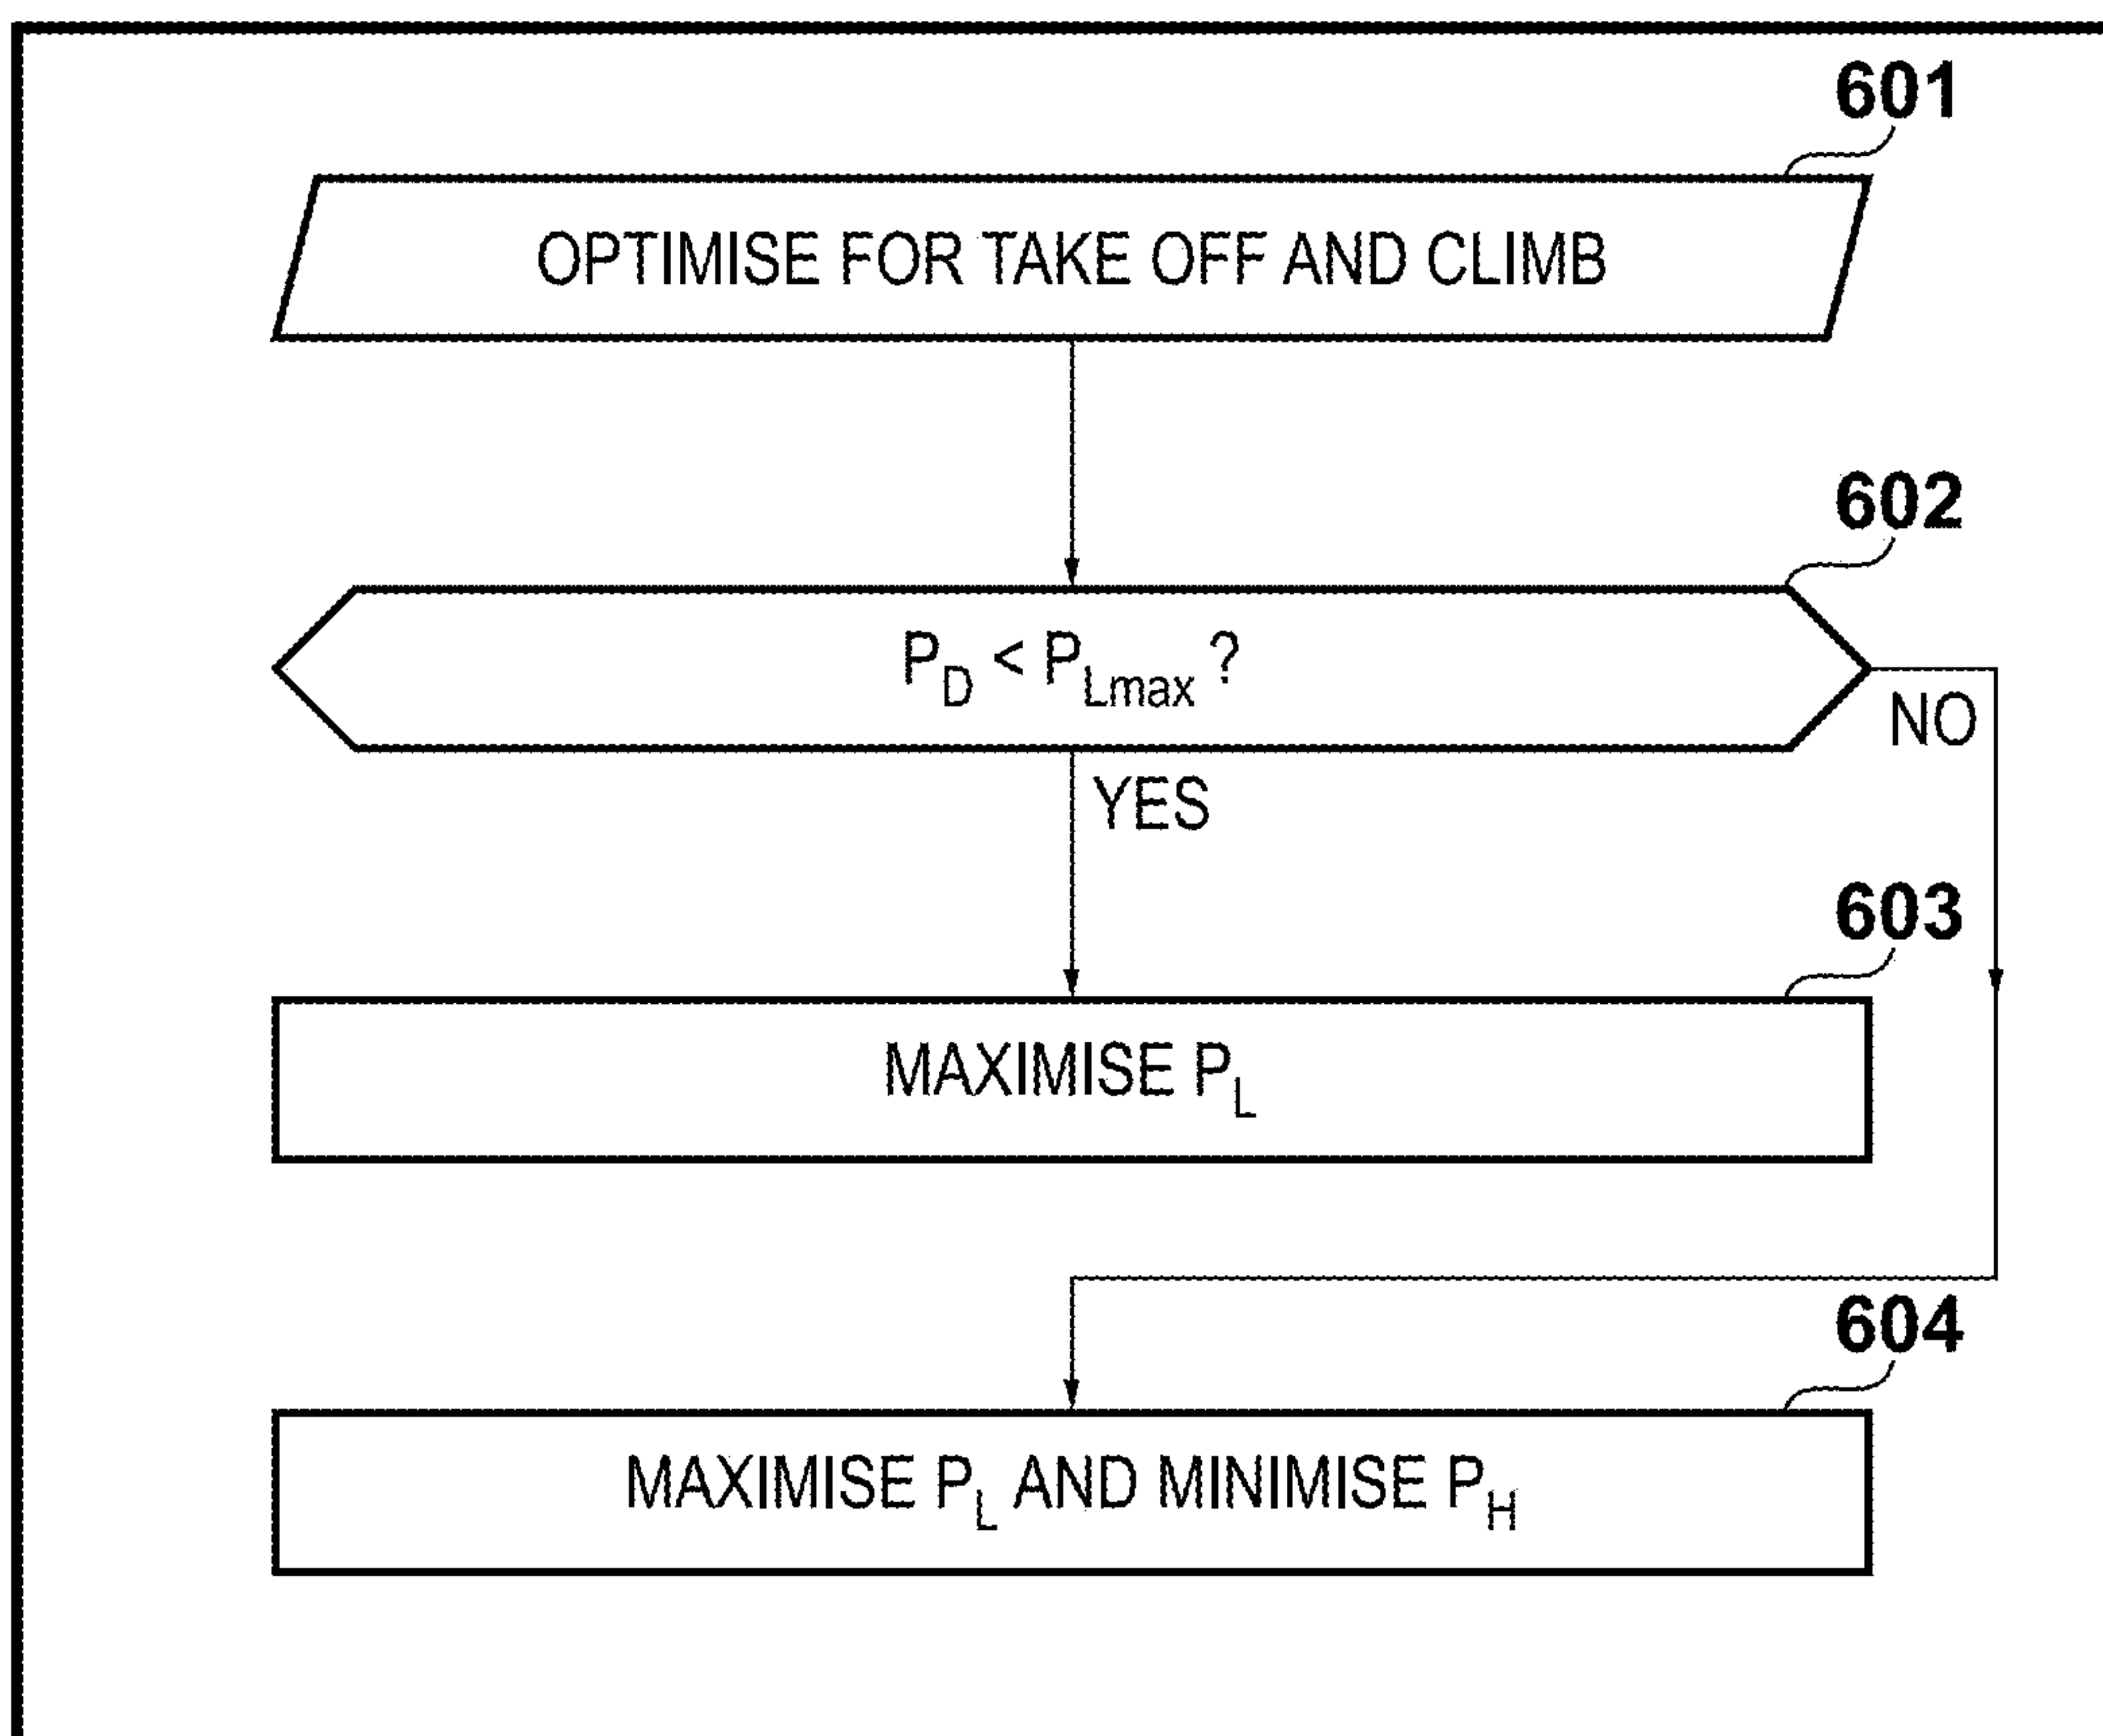 601
OPTIMISE FOR TAKE OFF AND CLIMB
602
P_D < P_Lmax ?
NO
YES
603
MAXIMISE P_L
604
MAXIMISE P_L AND MINIMISE P_H